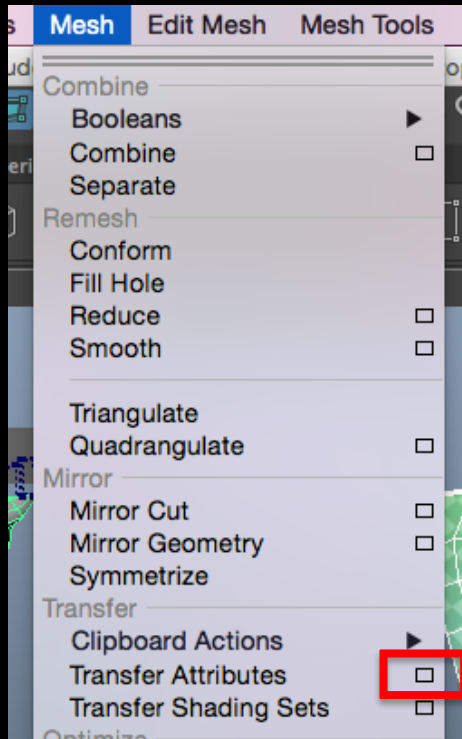 s Mesh Edit Mesh Mesh Tools
Combine
Booleans
Combine
Separate
Remesh
Conform
Fill Hole
Reduce
Smooth
Triangulate
Quadrangulate
Mirror
Mirror Cut
Mirror Geometry
Symmetrize
Transfer
Clipboard Actions
Transfer Attributes
Transfer Shading Sets
Optimize